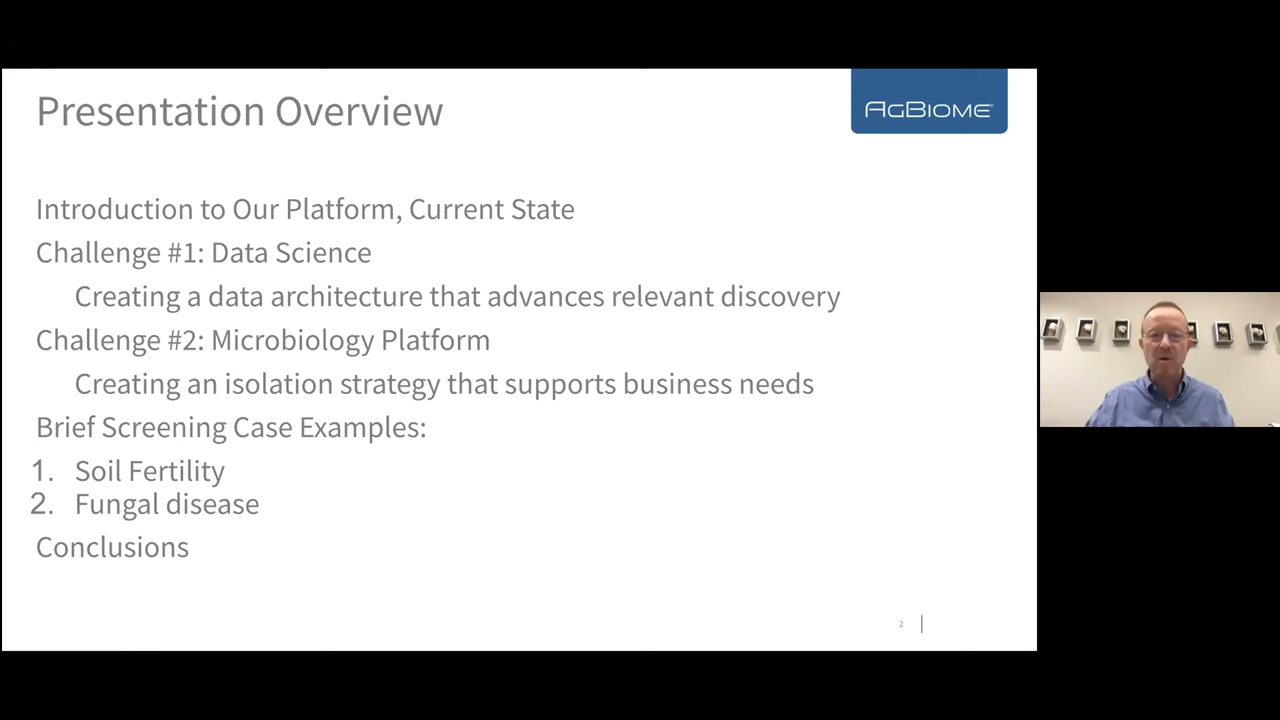 Presentation Overview
AGBIOME
Introduction to Our Platform, Current State
Challenge #1: Data Science
Creating a data architecture that advances relevant discovery
Challenge #2: Microbiology Platform
Creating an isolation strategy that supports business needs
Brief Screening Case Examples:
1. Soil Fertility
2. Fungal disease
Conclusions
2